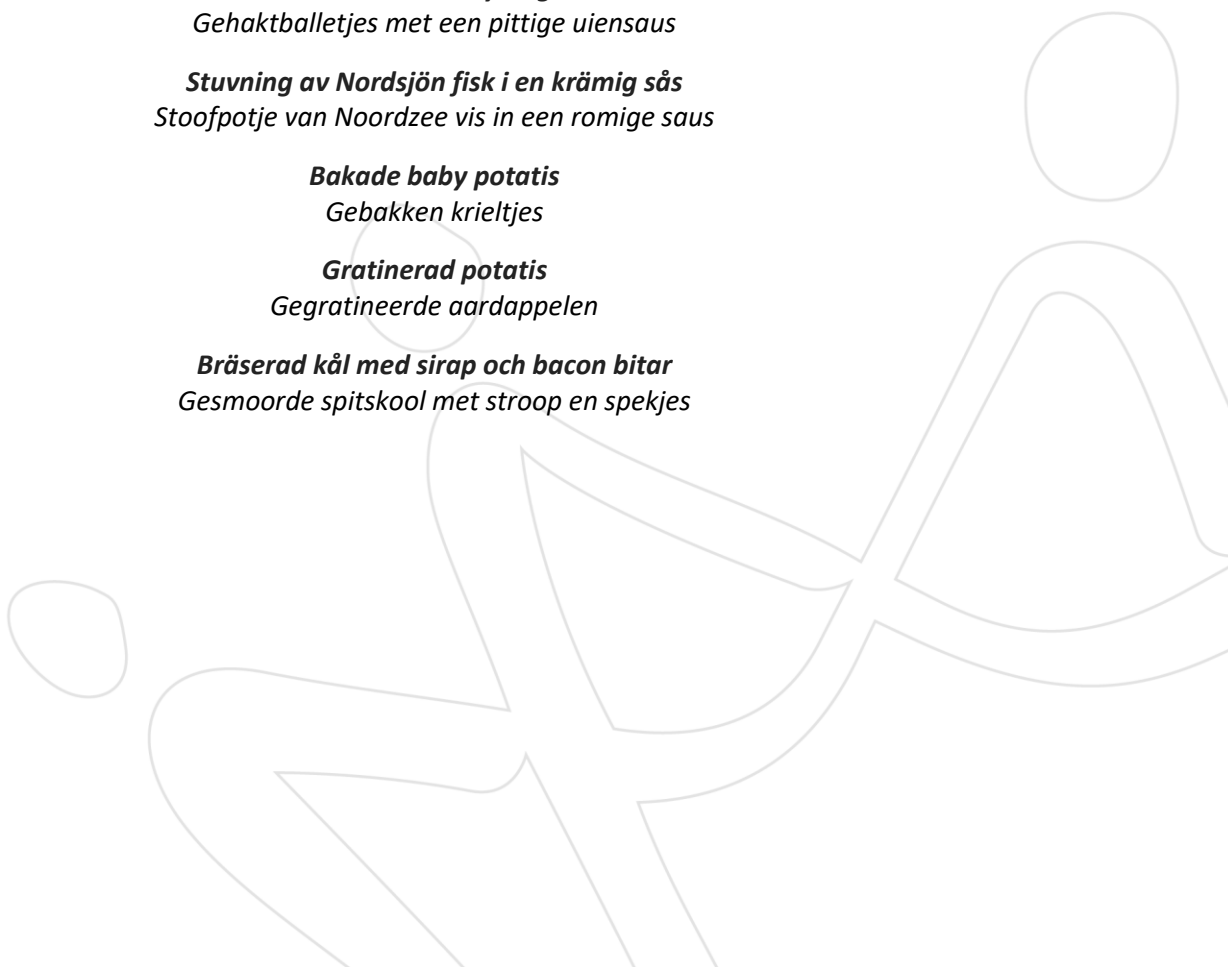 Gehaktballetjes met een pittige uiensaus
Stuvning av Nordsjön fisk i en krämig sås
Stoofpotje van Noordzee vis in een romige saus
Bakade baby potatis
Gebakken krieltjes
Gratinerad potatis
Gegratineerde aardappelen
Bräserad kål med sirap och bacon bitar
Gesmoorde spitskool met stroop en spekjes